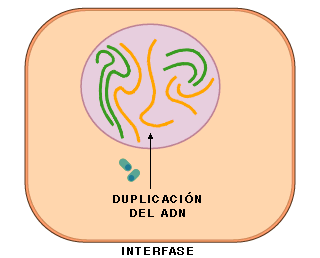 DUPLICACIÓN
DEL ADN
INTERFASE